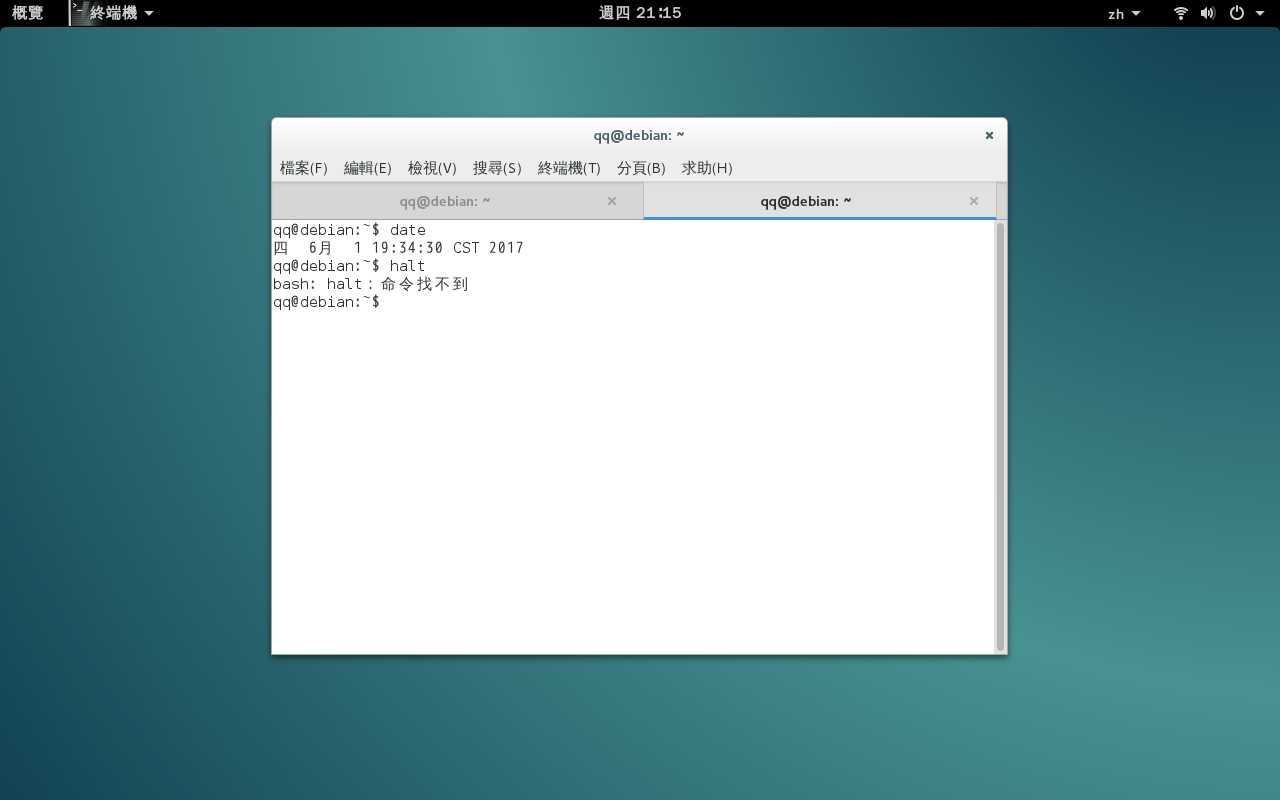 概覽 終端機 週四 21:15 zh
qq@debian: ~
檔案(F) 編輯(E) 檢視(V) 搜尋(S) 終端機(T) 分頁(B) 求助(H)
qq@debian: ~ qq@debian: ~
qq@debian:~$ date
四 6月 1 19:34:30 CST 2017
qq@debian:~$ halt
bash: halt：命令找不到
qq@debian:~$